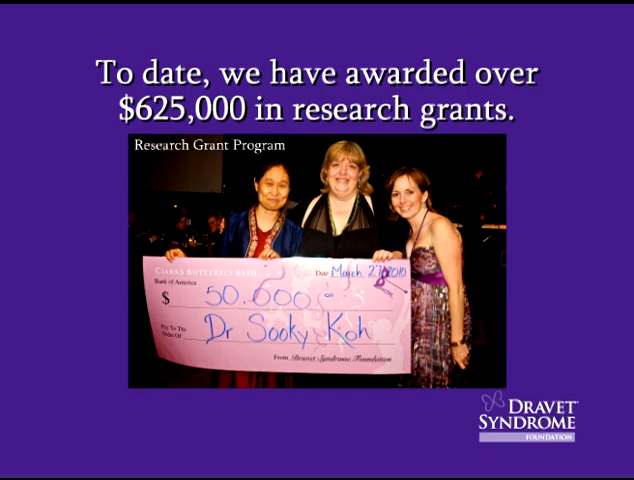 To date, we have awarded over
$625,000 in research grants.
Research Grant Program
CIARA'S BUTTERFLY BASH
Date March 27, 2010
Bank of America
$ 50,000.00
Pay To The
Order Of Dr Sooky Koh
From Dravet Syndrome Foundation
DRAVET
SYNDROME
FOUNDATION